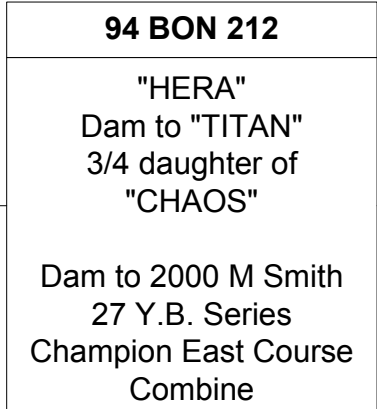 94 BON 212
"HERA"
Dam to "TITAN"
3/4 daughter of
"CHAOS"
Dam to 2000 M Smith
27 Y.B. Series
Champion East Course
Combine